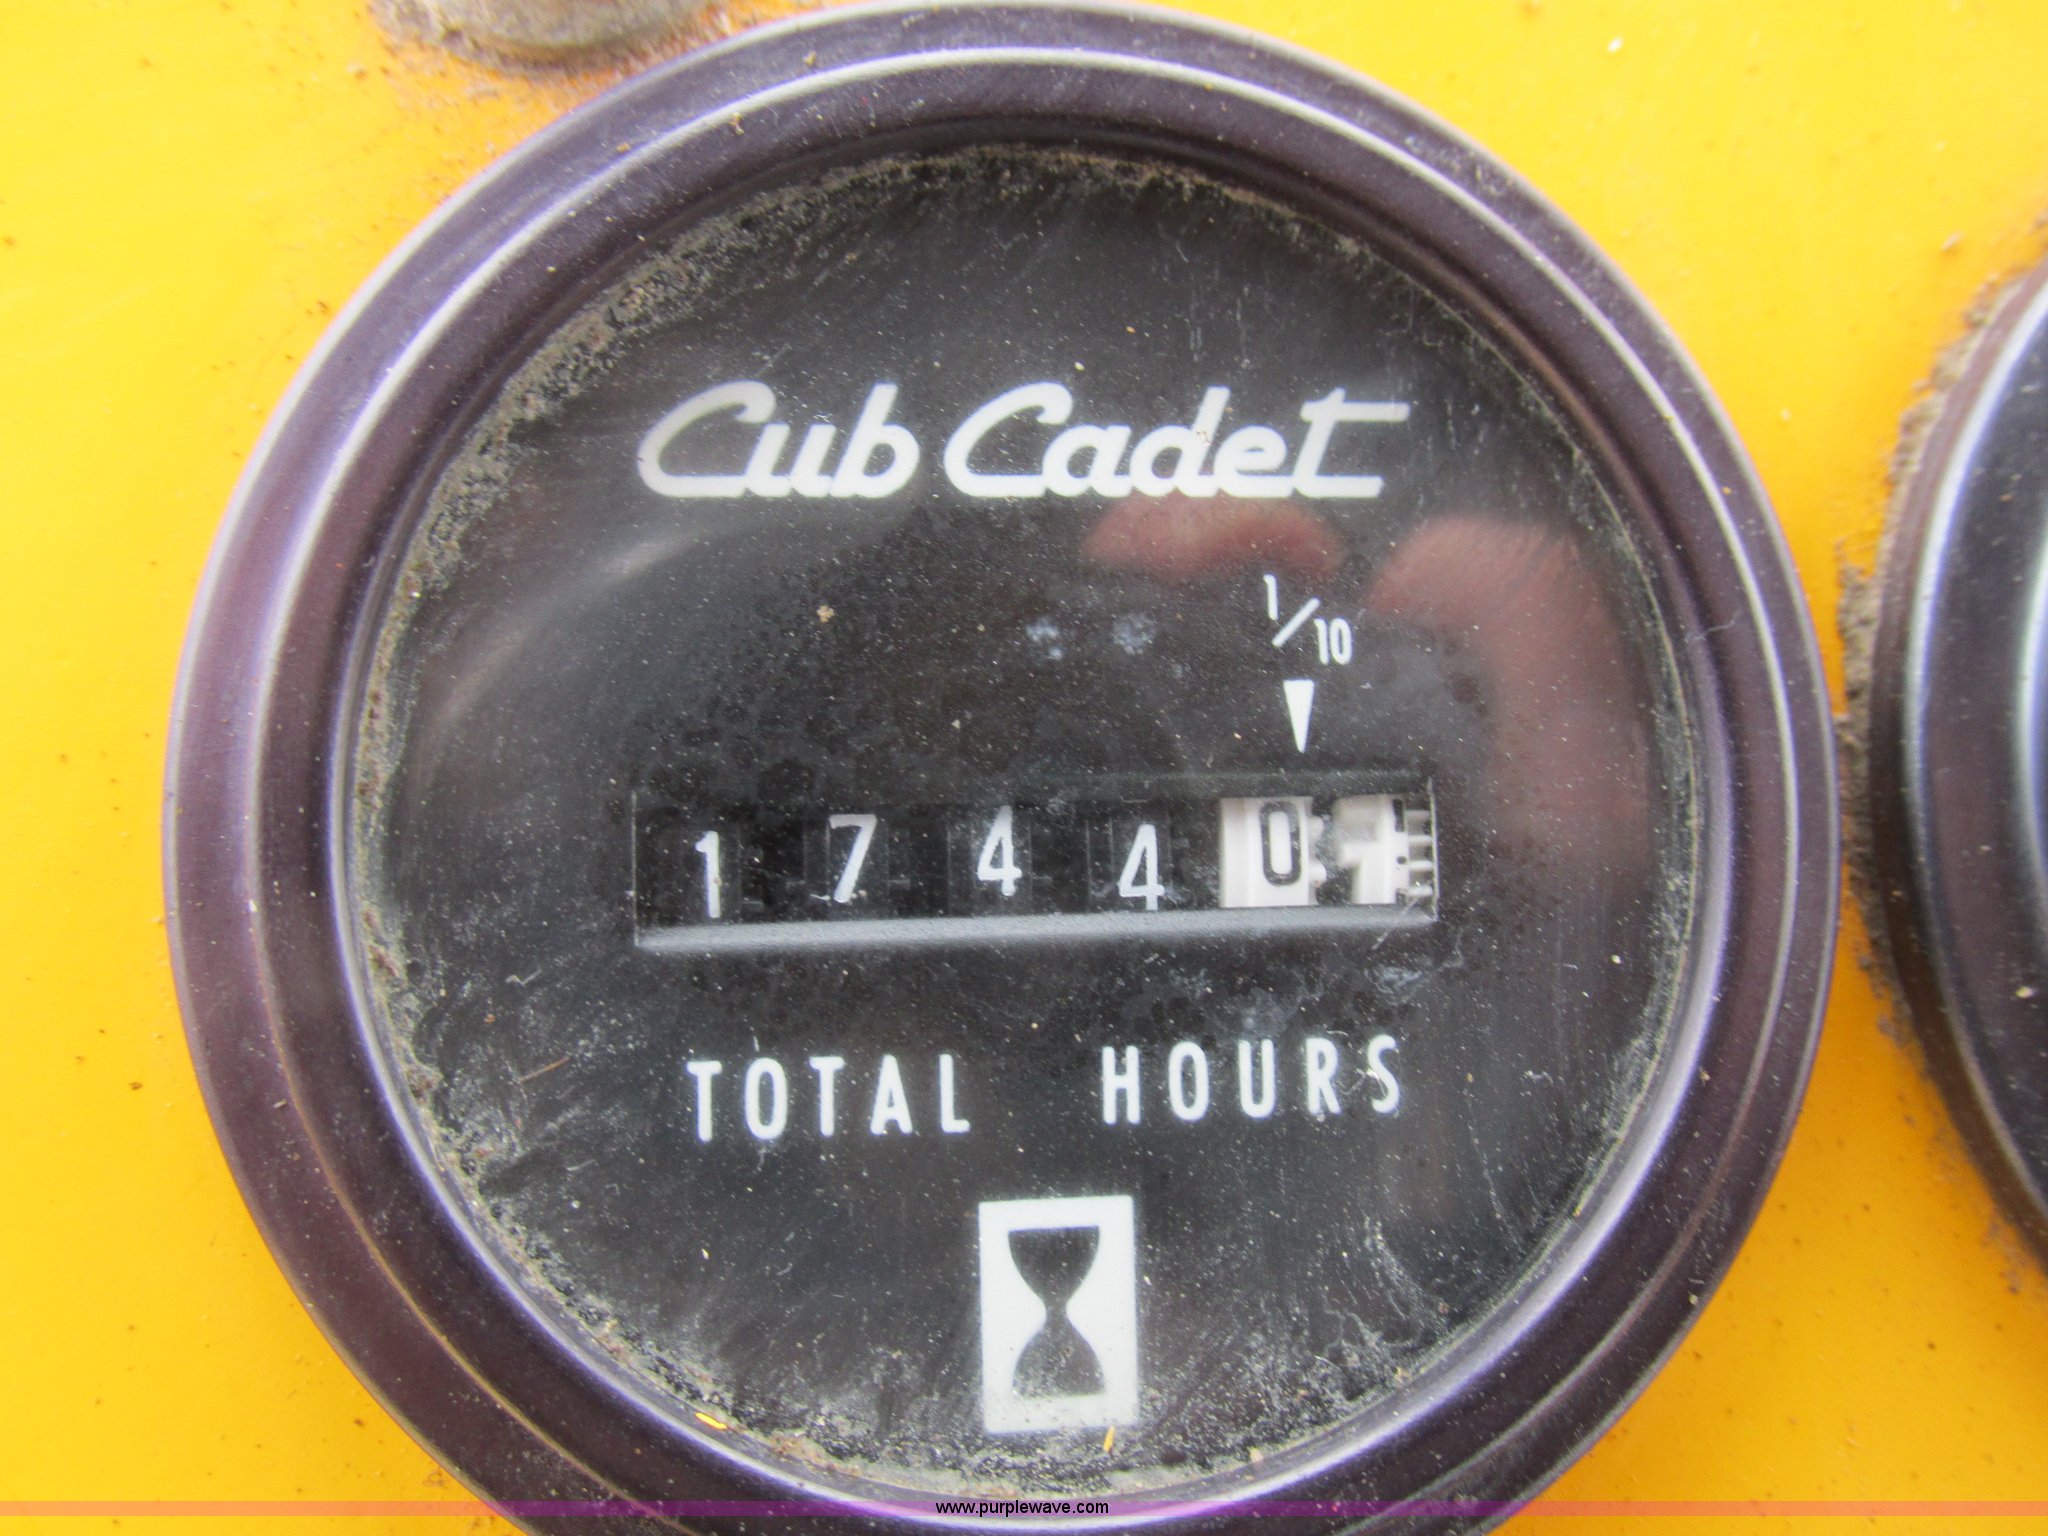 Cub Cadet
1/10
1 7 4 4 0
TOTAL HOURS
www.purplewave.com